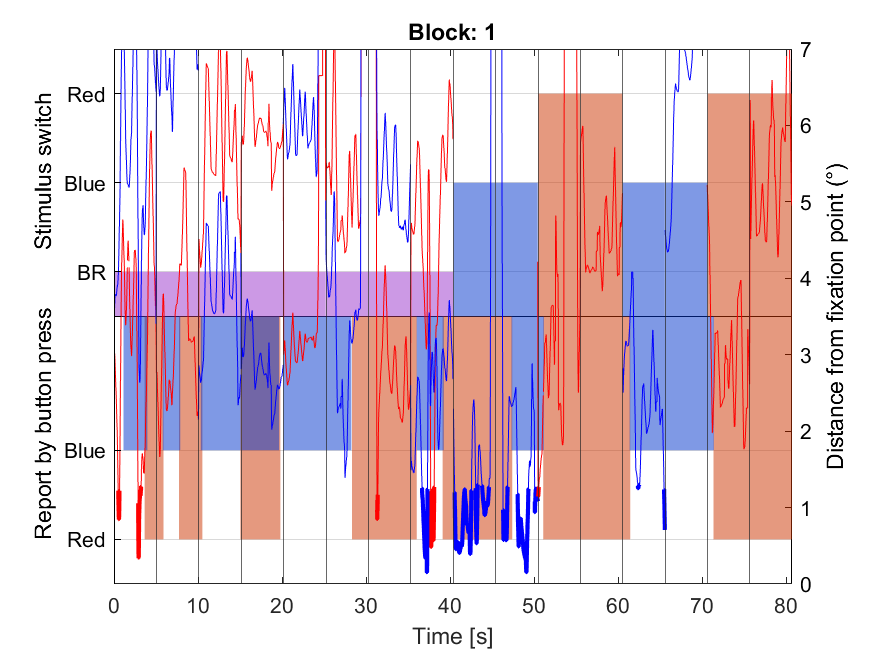 Block: 1
Stimulus switch
Report by button press
Red
Blue
BR
Blue
Red
7
6
5
4
3
2
1
0
Distance from fixation point (°)
0 10 20 30 40 50 60 70 80
Time [s]